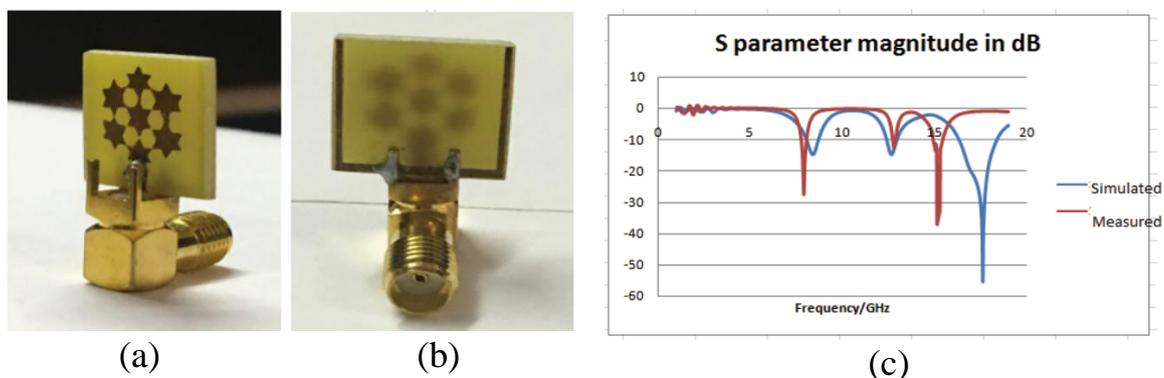 S parameter magnitude in dB
10
0
0 5 10 15 20
-10
-20
-30
-40
-50
-60
Simulated
Measured
Frequency/GHz
(a) (b) (c)